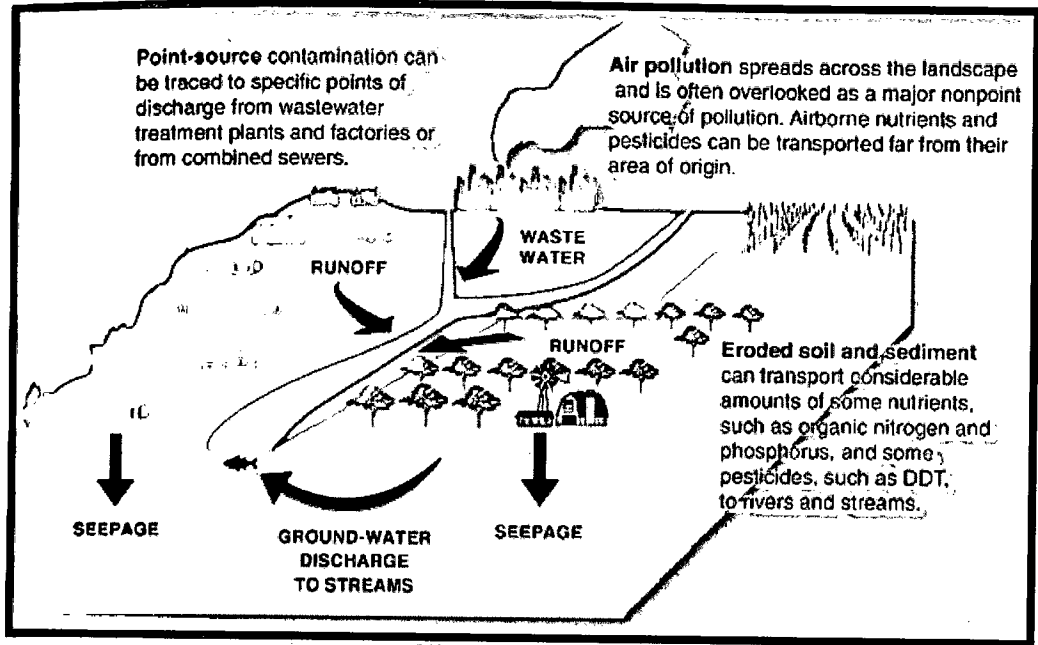 Point-source contamination can
be traced to specific points of
discharge from wastewater
treatment plants and factories or
from combined sewers.
Air pollution spreads across the landscape
and is often overlooked as a major nonpoint
source of pollution. Airborne nutrients and
pesticides can be transported far from their
area of origin.
WASTE
WATER
RUNOFF
RUNOFF
Eroded soil and sediment
can transport considerable
amounts of some nutrients,
such as organic nitrogen and
phosphorus, and some
pesticides, such as DDT,
to rivers and streams.
SEEPAGE
GROUND-WATER
DISCHARGE
TO STREAMS
SEEPAGE